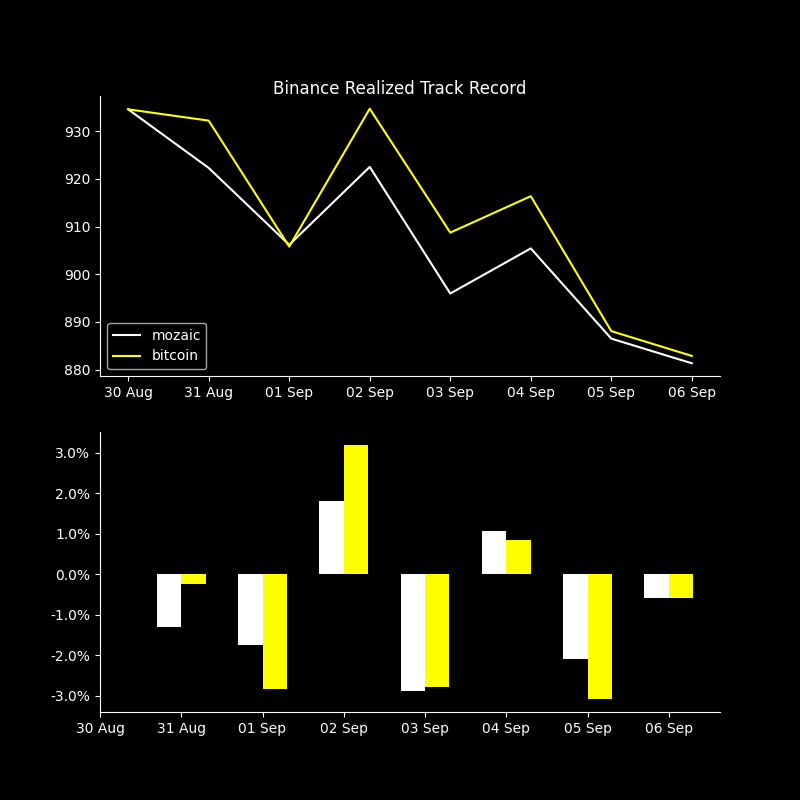 Binance Realized Track Record
930
920
910
900
890
880
mozaic
bitcoin
30 Aug 31 Aug 01 Sep 02 Sep 03 Sep 04 Sep 05 Sep 06 Sep
3.0%
2.0%
1.0%
0.0%
-1.0%
-2.0%
-3.0%
30 Aug 31 Aug 01 Sep 02 Sep 03 Sep 04 Sep 05 Sep 06 Sep